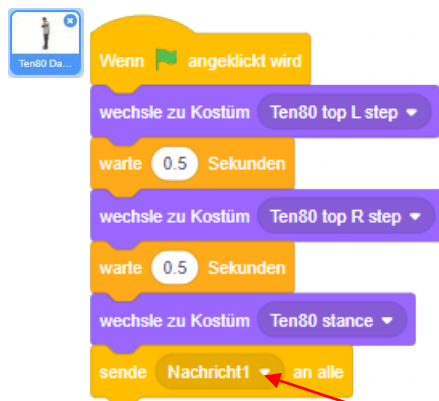 Ten80 Da...
Wenn angeklickt wird
wechsle zu Kostüm Ten80 top L step
warte 0.5 Sekunden
wechsle zu Kostüm Ten80 top R step
warte 0.5 Sekunden
wechsle zu Kostüm Ten80 stance
sende Nachricht1 an alle